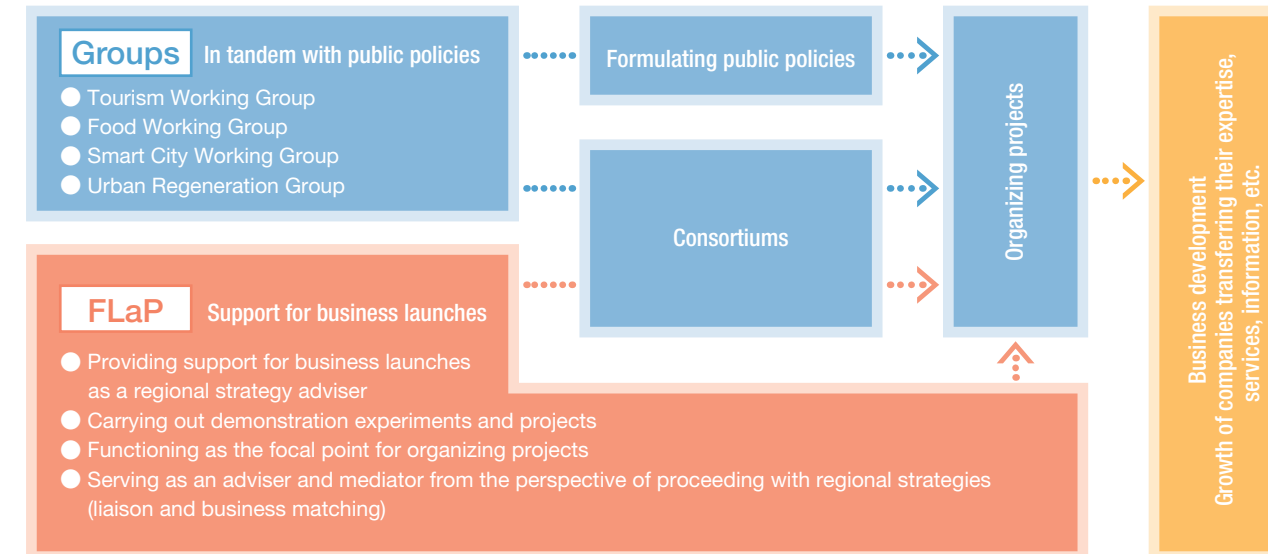 Groups In tandem with public policies
Tourism Working Group
Food Working Group
Smart City Working Group
Urban Regeneration Group
Formulating public policies
Consortiums
Organizing projects
FLaP Support for business launches
Providing support for business launches
as a regional strategy adviser
Carrying out demonstration experiments and projects
Functioning as the focal point for organizing projects
Serving as an adviser and mediator from the perspective of proceeding with regional strategies
(liaison and business matching)
Business development
Growth of companies transferring their expertise,
services, information, etc.